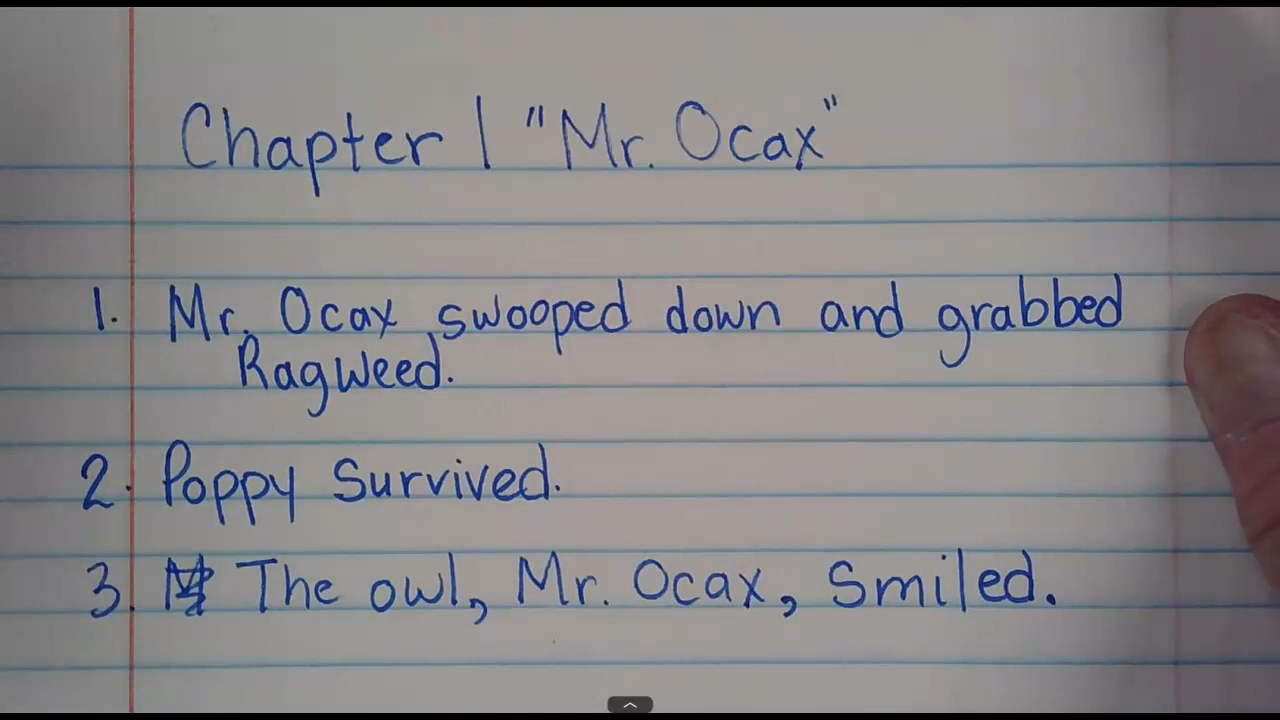 Chapter 1 "Mr. Ocax"
1. Mr. Ocax swooped down and grabbed
Ragweed.
2. Poppy Survived.
3. The owl, Mr. Ocax, Smiled.